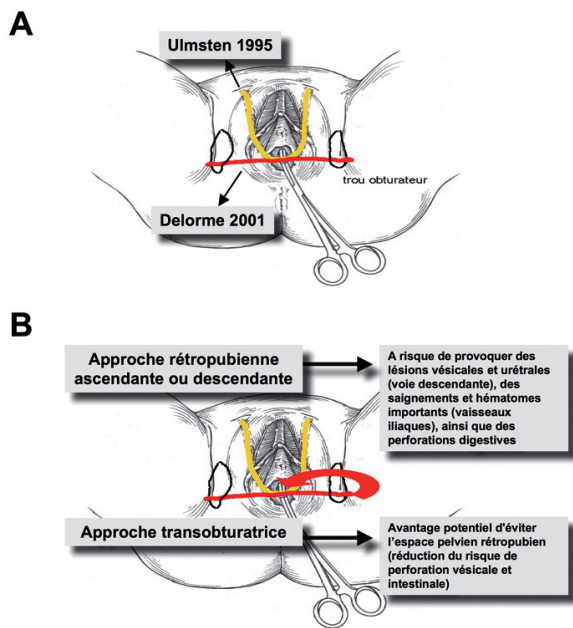 A
Ulmsten 1995
trou obturateur
Delorme 2001
B
Approche rétropubienne
ascendante ou descendante
A risque de provoquer des
lésions vésicales et urétrales
(voie descendante), des
saignements et hématomes
importants (vaisseaux
iliaques), ainsi que des
perforations digestives
Approche transobturatrice
Avantage potentiel d'éviter
l'espace pelvien rétropubien
(réduction du risque de
perforation vésicale et
intestinale)